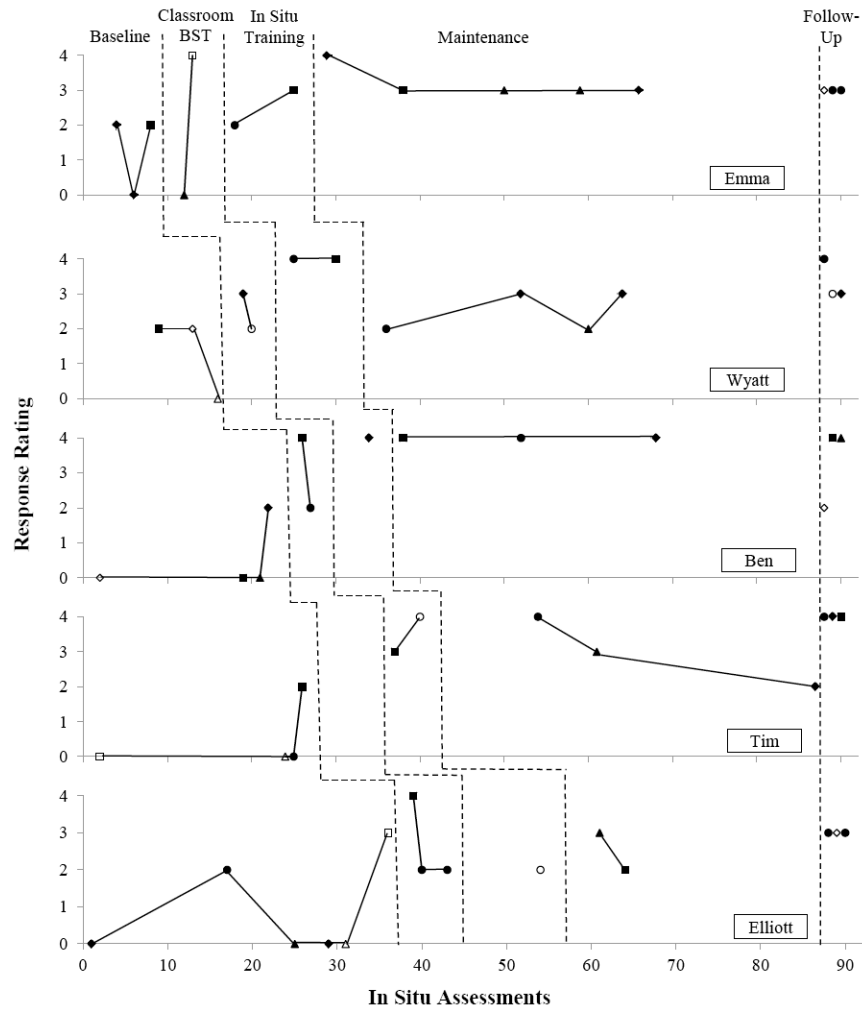 Baseline
Classroom
BST
In Situ
Training
Maintenance
Follow-
Up
4
3
2
1
0
Emma
4
3
2
1
0
Wyatt
4
3
2
1
0
Ben
4
3
2
1
0
Tim
4
3
2
1
0
Elliott
0 10 20 30 40 50 60 70 80 90
In Situ Assessments
Response Rating